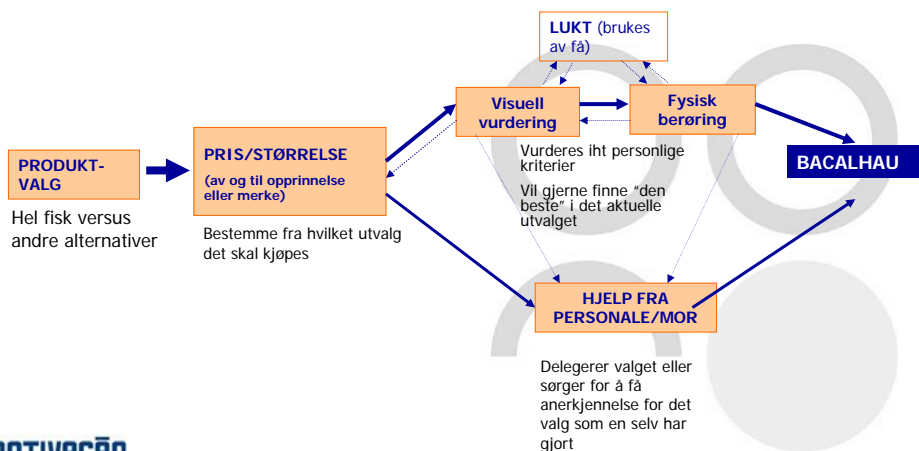 LUKT (brukes
av få)
Visuell
vurdering
Fysisk
berøring
PRODUKT-
VALG
PRIS/STØRRELSE
(av og til opprinnelse
eller merke)
Vurderes iht personlige
kriterier
Vil gjerne finne “den
beste” i det aktuelle
utvalget
BACALHAU
Hel fisk versus
andre alternativer
Bestemme fra hvilket utvalg
det skal kjøpes
HJELP FRA
PERSONALE/MOR
Delegerer valget eller
sørger for å få
anerkjennelse for det
valg som en selv har
gjort